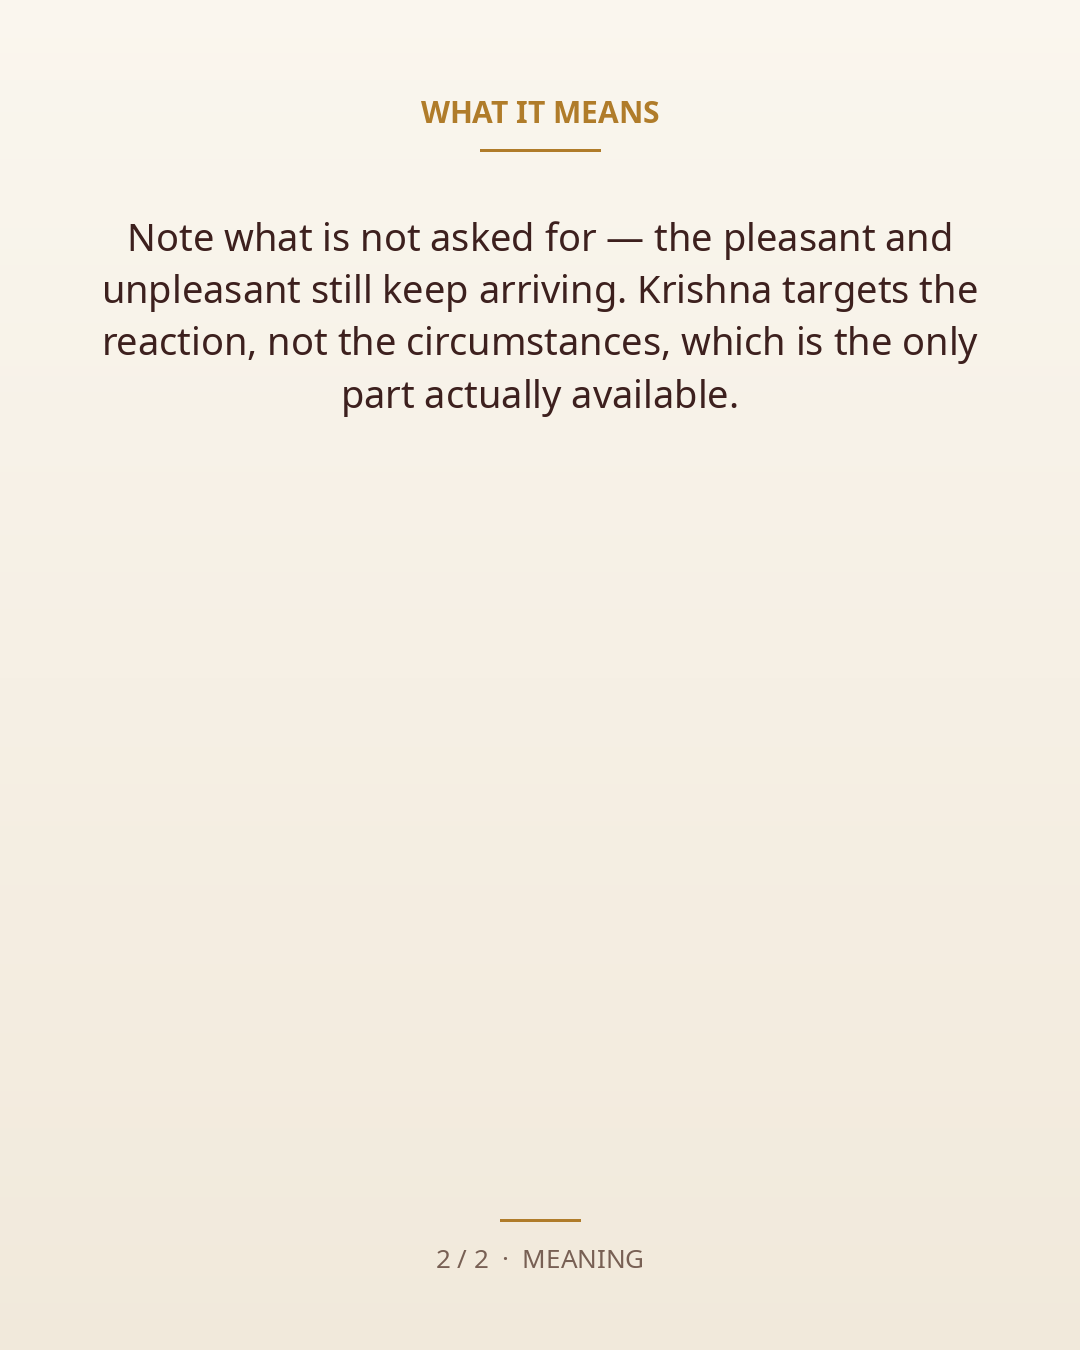 WHAT IT MEANS
Note what is not asked for — the pleasant and
unpleasant still keep arriving. Krishna targets the
reaction, not the circumstances, which is the only
part actually available.
2 / 2 · MEANING